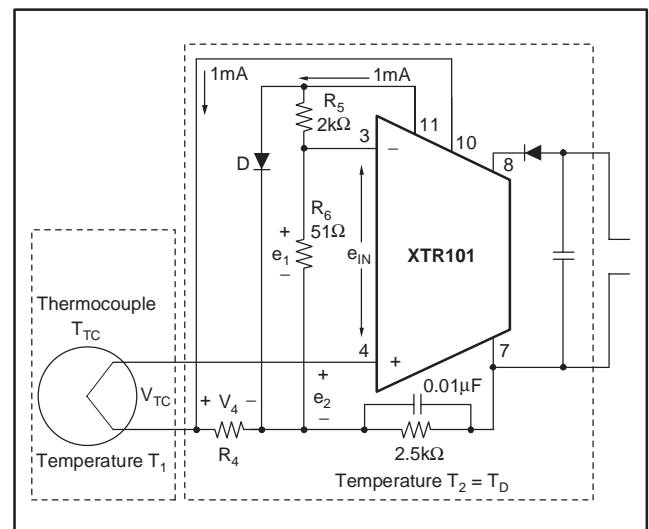 1mA
1mA
R5
2kΩ
11
10
3
−
8
D
R6
51Ω
+
e1
−
eIN
XTR101
Thermocouple
TTC
4
+
7
VTC
+
e2
−
0.01µF
+ V4 −
R4
2.5kΩ
Temperature T1
Temperature T2 = TD